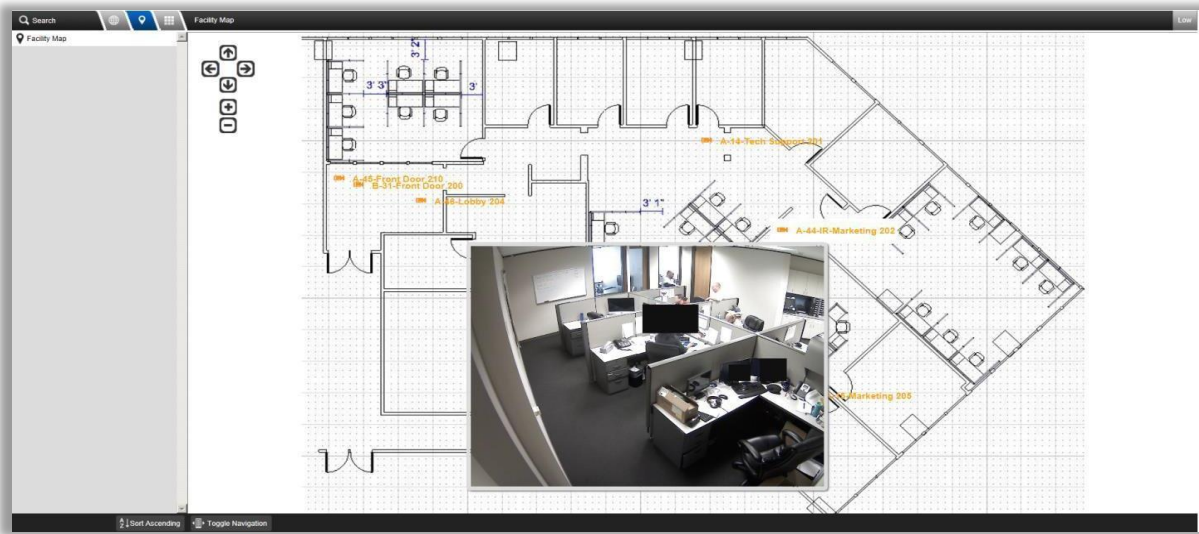 Search
Facility Map
Low
Facility Map
3' 2"
3' 3"
3'
A-14-Tech Support 201
A-45-Front Door 210
B-31-Front Door 200
Lobby 204
3' 1"
A-44-IR-Marketing 202
Marketing 205
Sort Ascending
Toggle Navigation